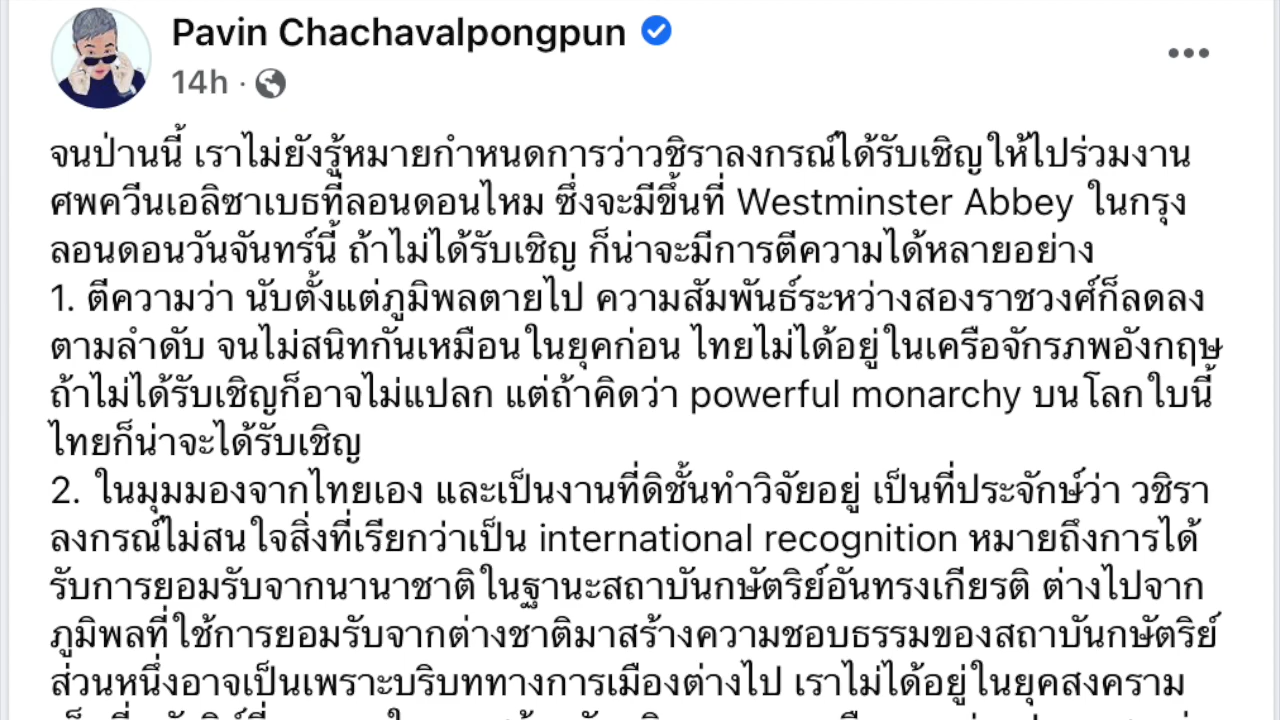 Pavin Chachavalpongpun
14h ·
จนป่านนี้ เราไม่ยังรู้หมายกำหนดการว่าวชิราลงกรณ์ได้รับเชิญให้ไปร่วมงาน
ศพควีนเอลิซาเบธที่ลอนดอนไหม ซึ่งจะมีขึ้นที่ Westminster Abbey ในกรุง
ลอนดอนวันจันทร์นี้ ถ้าไม่ได้รับเชิญ ก็น่าจะมีการตีความได้หลายอย่าง
1. ตีความว่า นับตั้งแต่ภูมิพลตายไป ความสัมพันธ์ระหว่างสองราชวงศ์ก็ลดลง
ตามลำดับ จนไม่สนิทกันเหมือนในยุคก่อน ไทยไม่ได้อยู่ในเครือจักรภพอังกฤษ
ถ้าไม่ได้รับเชิญก็อาจไม่แปลก แต่ถ้าคิดว่า powerful monarchy บนโลกใบนี้
ไทยก็น่าจะได้รับเชิญ
2. ในมุมมองจากไทยเอง และเป็นงานที่ดิชั้นทำวิจัยอยู่ เป็นที่ประจักษ์ว่า วชิรา
ลงกรณ์ไม่สนใจสิ่งที่เรียกว่าเป็น international recognition หมายถึงการได้
รับการยอมรับจากนานาชาติในฐานะสถาบันกษัตริย์อันทรงเกียรติ ต่างไปจาก
ภูมิพลที่ใช้การยอมรับจากต่างชาติมาสร้างความชอบธรรมของสถาบันกษัตริย์
ส่วนหนึ่งอาจเป็นเพราะบริบททางการเมืองต่างไป เราไม่ได้อยู่ในยุคสงคราม